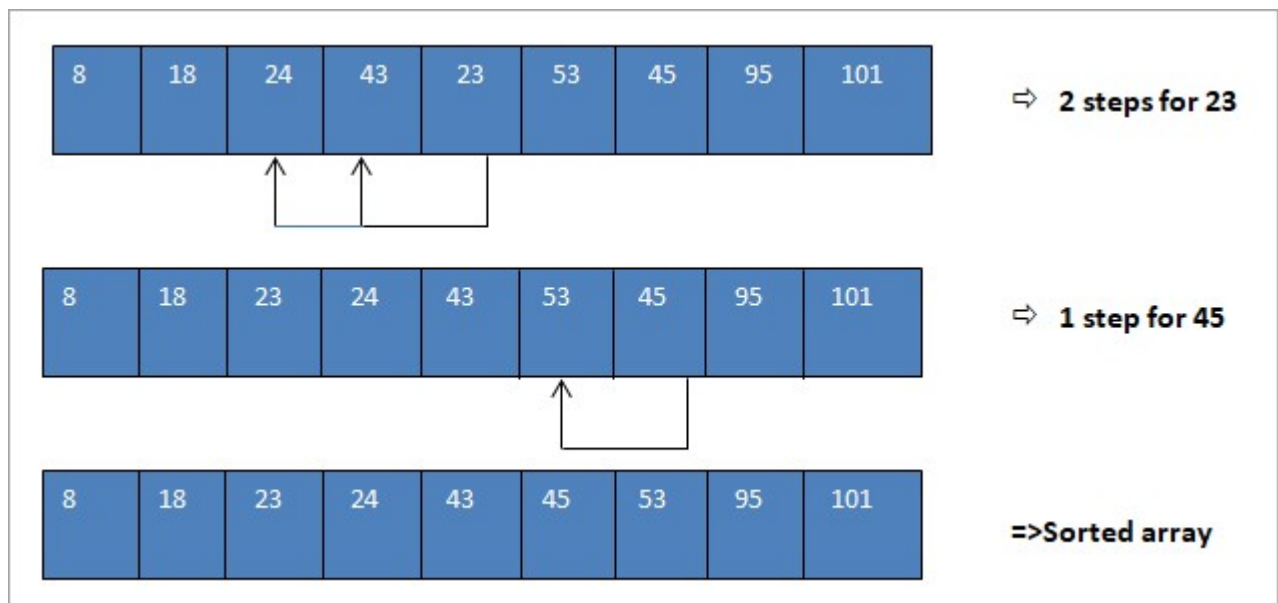 8 18 24 43 23 53 45 95 101 ⇨ 2 steps for 23
8 18 23 24 43 53 45 95 101 ⇨ 1 step for 45
8 18 23 24 43 45 53 95 101 =>Sorted array